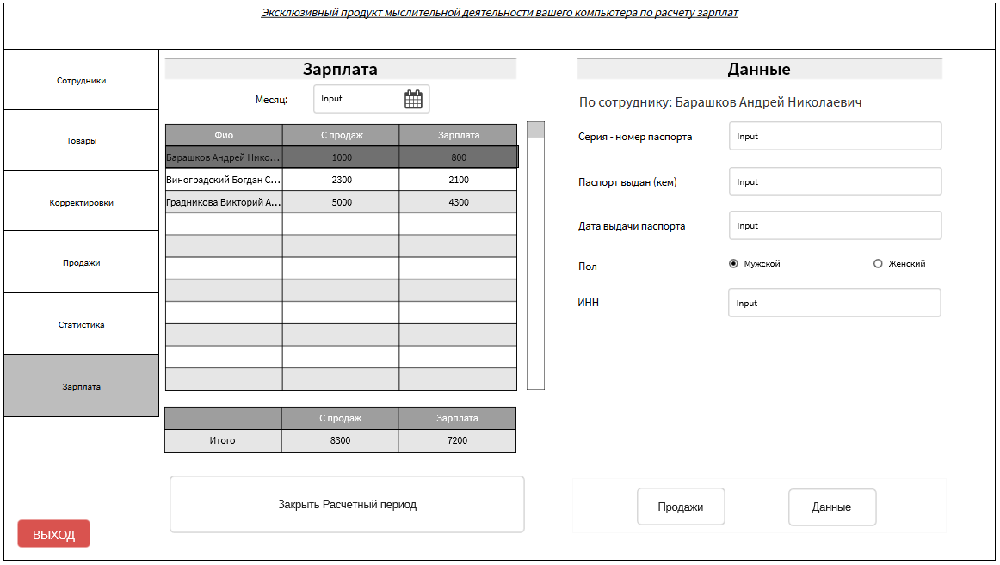 Эксклюзивный продукт мыслительной деятельности вашего компьютера по расчёту зарплат
Сотрудники
Товары
Корректировки
Продажи
Статистика
Зарплата
ВЫХОД
Зарплата
Месяц: Input
Фио С продаж Зарплата
Барашков Андрей Нико... 1000 800
Виноградский Богдан С... 2300 2100
Градникова Викторий А... 5000 4300
С продаж Зарплата
Итого 8300 7200
Закрыть Расчётный период
Данные
По сотруднику: Барашков Андрей Николаевич
Серия - номер паспорта Input
Паспорт выдан (кем) Input
Дата выдачи паспорта Input
Пол Мужской Женский
ИНН Input
Продажи Данные